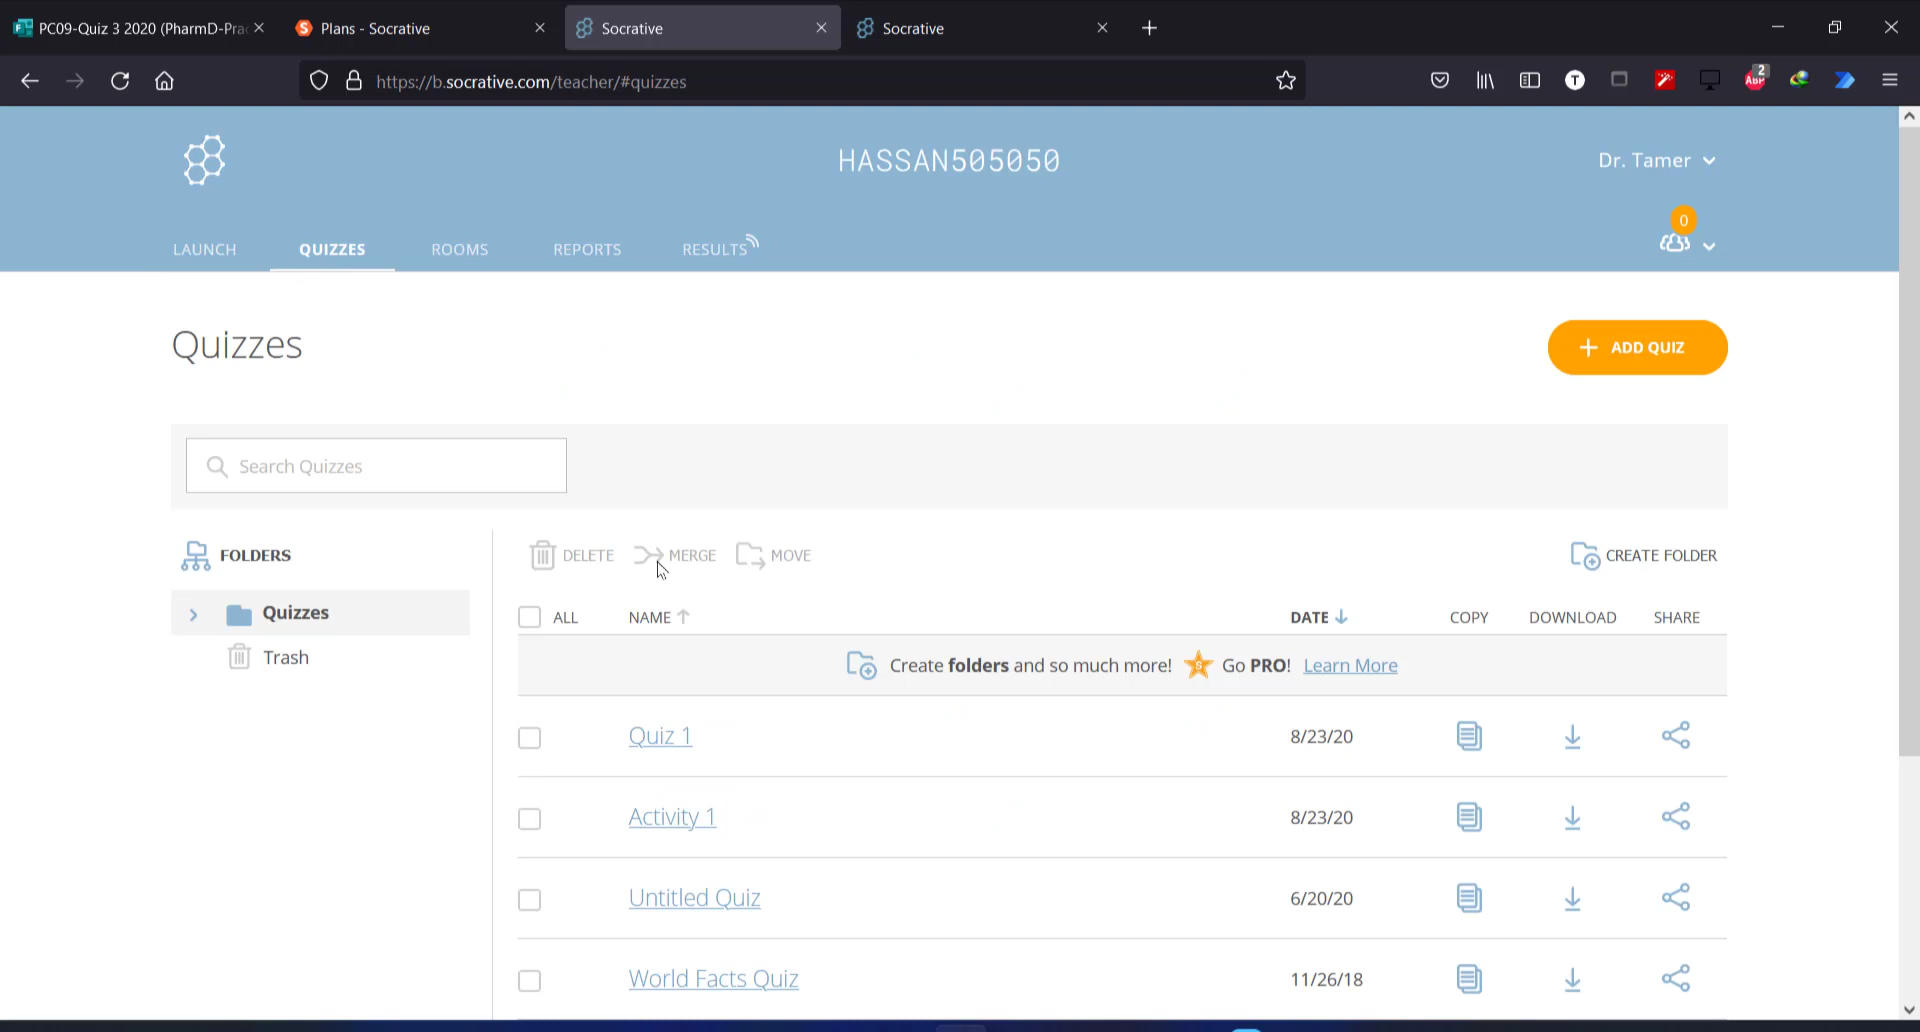 PC09-Quiz 3 2020 (PharmD-Prac
Plans - Socrative
Socrative
Socrative
https://b.socrative.com/teacher/#quizzes
T
ABP
2
HASSAN505050
Dr. Tamer
0
LAUNCH
QUIZZES
ROOMS
REPORTS
RESULTS
Quizzes
ADD QUIZ
Search Quizzes
FOLDERS
DELETE
MERGE
MOVE
CREATE FOLDER
Quizzes
Trash
ALL
NAME
DATE
COPY
DOWNLOAD
SHARE
Create folders and so much more! Go PRO! Learn More
Quiz 1
8/23/20
Activity 1
8/23/20
Untitled Quiz
6/20/20
World Facts Quiz
11/26/18